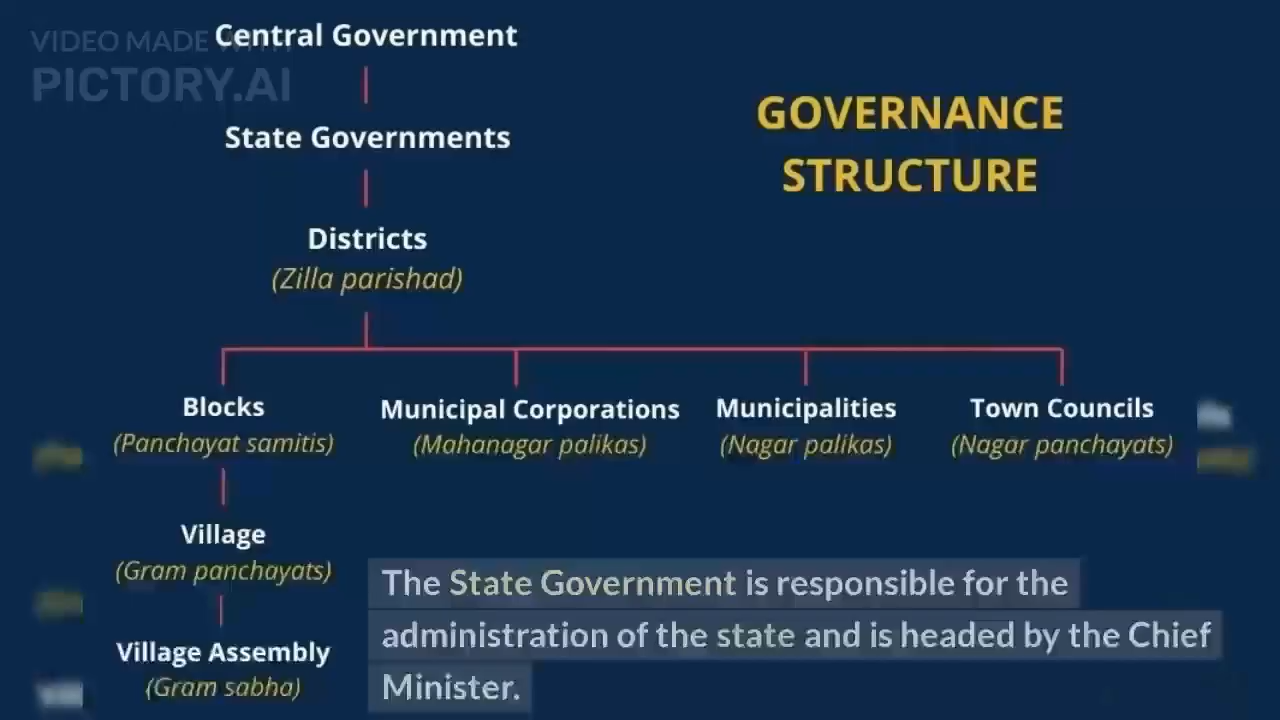 VIDEO MADE WITH
PICTORY.AI
Central Government
GOVERNANCE
STRUCTURE
State Governments
Districts
(Zilla parishad)
Blocks
(Panchayat samitis)
Municipal Corporations
(Mahanagar palikas)
Municipalities
(Nagar palikas)
Town Councils
(Nagar panchayats)
Village
(Gram panchayats)
Village Assembly
(Gram sabha)
The State Government is responsible for the
administration of the state and is headed by the Chief
Minister.